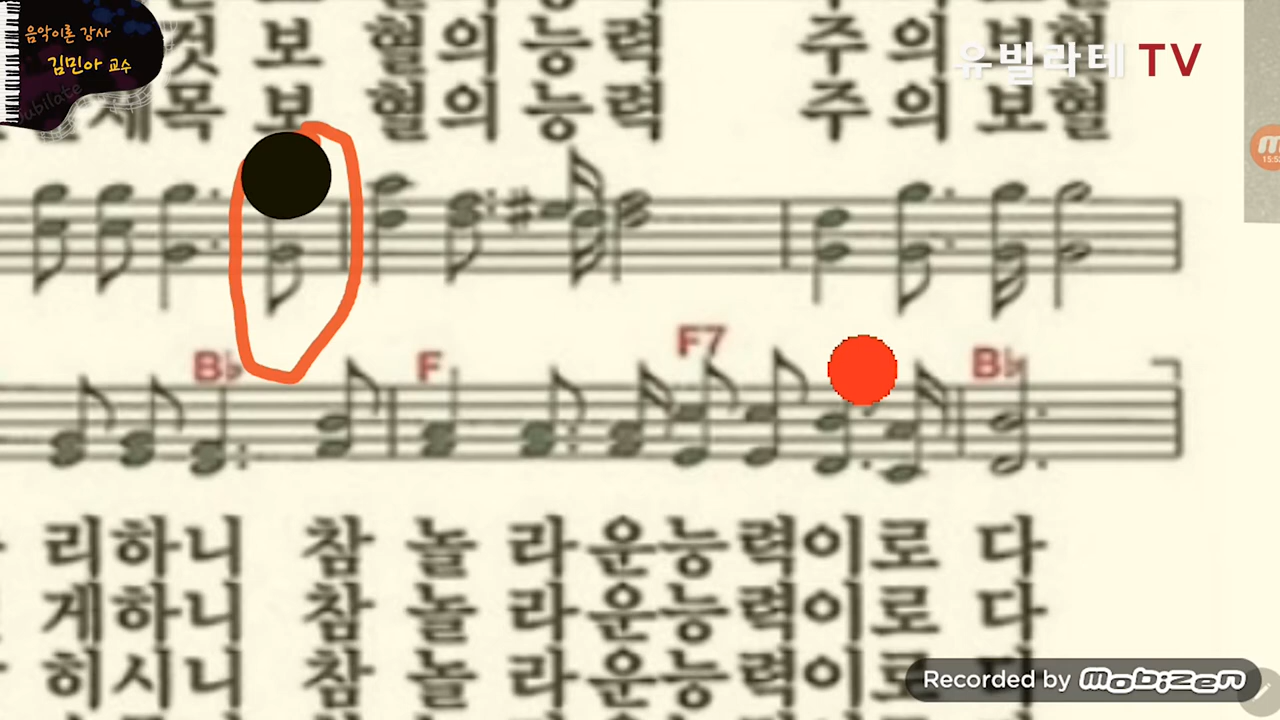 음악이론 강사
김민아 교수
Jubilate
유빌라테 TV
것 보 혈의능력 주의보혈
제목 보 혈의능력 주의보혈
B♭ F F7 B♭
리하니 참 놀 라운능력이로 다
게하니 참 놀 라운능력이로 다
히시니 참 놀 라운능력이로 다
Recorded by mobizen